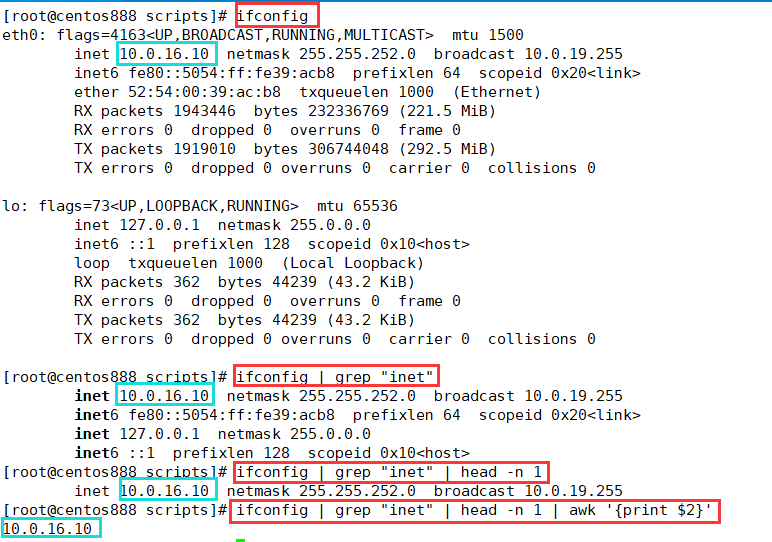 [root@centos888 scripts]# ifconfig
eth0: flags=4163<UP,BROADCAST,RUNNING,MULTICAST>  mtu 1500
        inet 10.0.16.10  netmask 255.255.252.0  broadcast 10.0.19.255
        inet6 fe80::5054:ff:fe39:acb8  prefixlen 64  scopeid 0x20<link>
        ether 52:54:00:39:ac:b8  txqueuelen 1000  (Ethernet)
        RX packets 1943446  bytes 232336769 (221.5 MiB)
        RX errors 0  dropped 0  overruns 0  frame 0
        TX packets 1919010  bytes 306744048 (292.5 MiB)
        TX errors 0  dropped 0 overruns 0  carrier 0  collisions 0

lo: flags=73<UP,LOOPBACK,RUNNING>  mtu 65536
        inet 127.0.0.1  netmask 255.0.0.0
        inet6 ::1  prefixlen 128  scopeid 0x10<host>
        loop  txqueuelen 1000  (Local Loopback)
        RX packets 362  bytes 44239 (43.2 KiB)
        RX errors 0  dropped 0  overruns 0  frame 0
        TX packets 362  bytes 44239 (43.2 KiB)
        TX errors 0  dropped 0 overruns 0  carrier 0  collisions 0

[root@centos888 scripts]# ifconfig | grep "inet"
        inet 10.0.16.10  netmask 255.255.252.0  broadcast 10.0.19.255
        inet6 fe80::5054:ff:fe39:acb8  prefixlen 64  scopeid 0x20<link>
        inet 127.0.0.1  netmask 255.0.0.0
        inet6 ::1  prefixlen 128  scopeid 0x10<host>
[root@centos888 scripts]# ifconfig | grep "inet" | head -n 1
        inet 10.0.16.10  netmask 255.255.252.0  broadcast 10.0.19.255
[root@centos888 scripts]# ifconfig | grep "inet" | head -n 1 | awk '{print $2}'
10.0.16.10